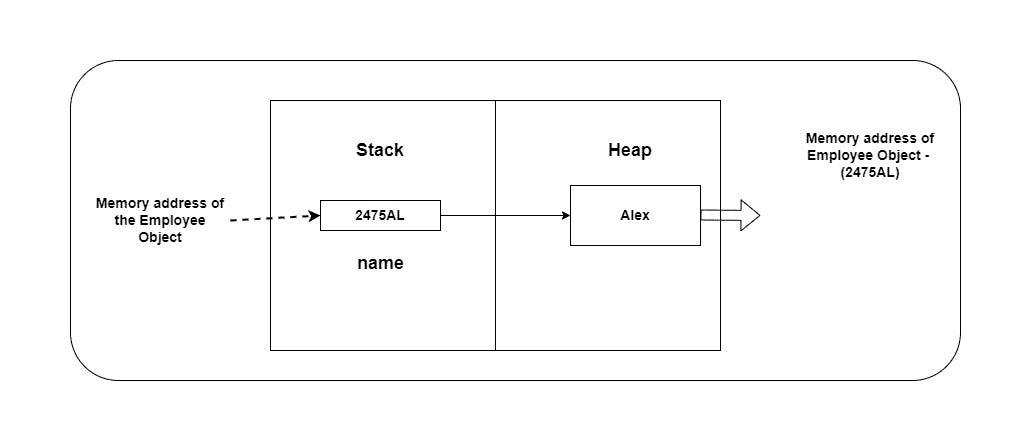 Stack
Heap
Memory address of
Employee Object -
(2475AL)
Memory address of
the Employee
Object
2475AL
Alex
name